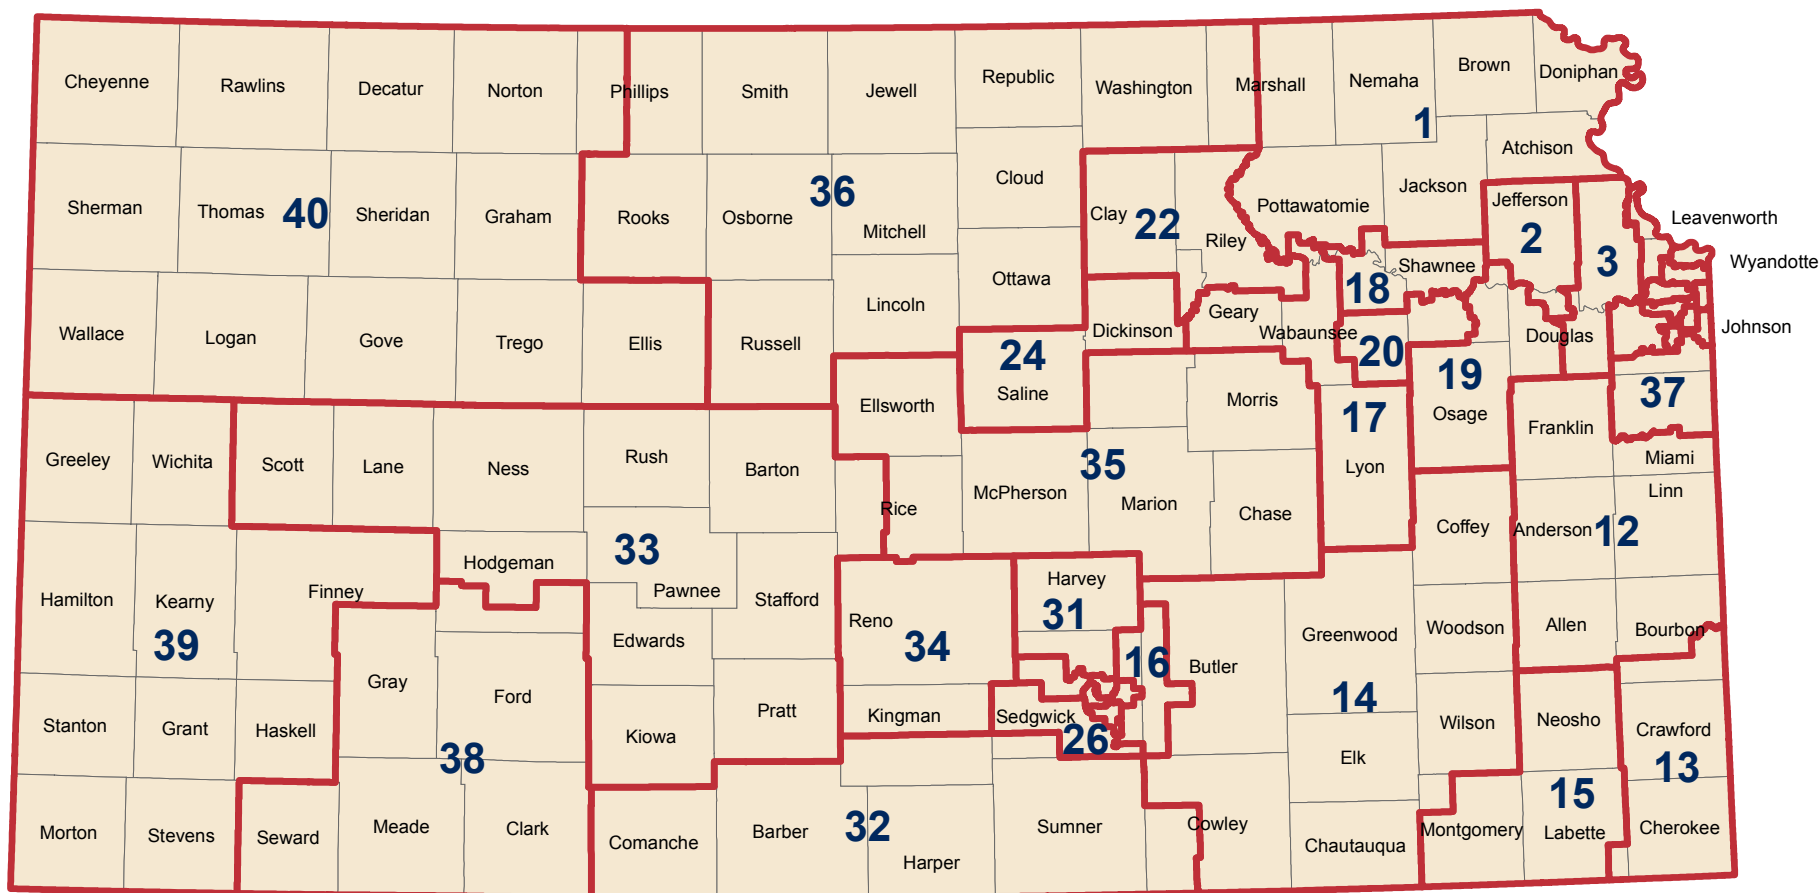 Cheyenne
Rawlins
Decatur
Norton
Phillips
Smith
Jewell
Republic
Washington
Marshall
Nemaha
Brown
Doniphan
1
Atchison
Sherman
Thomas
40
Sheridan
Graham
Rooks
Osborne
36
Mitchell
Cloud
Clay
22
Riley
Pottawatomie
Jackson
Jefferson
2
3
Leavenworth
Wyandotte
Johnson
Wallace
Logan
Gove
Trego
Ellis
Russell
Lincoln
Ottawa
Dickinson
Geary
Wabaunsee
18
Shawnee
Douglas
24
Saline
20
19
Osage
37
Ellsworth
Morris
17
Lyon
Franklin
Miami
Linn
Greeley
Wichita
Scott
Lane
Ness
Rush
Barton
Rice
McPherson
35
Marion
Chase
Coffey
Anderson
12
Hamilton
Kearny
39
Finney
Hodgeman
33
Pawnee
Stafford
Edwards
Reno
34
Harvey
31
16
Butler
Greenwood
14
Woodson
Allen
Bourbon
Stanton
Grant
Haskell
Gray
Ford
38
Kiowa
Pratt
Kingman
Sedgwick
26
Elk
Wilson
Neosho
Crawford
13
Morton
Stevens
Seward
Meade
Clark
Comanche
Barber
32
Harper
Sumner
Cowley
Chautauqua
Montgomery
15
Labette
Cherokee